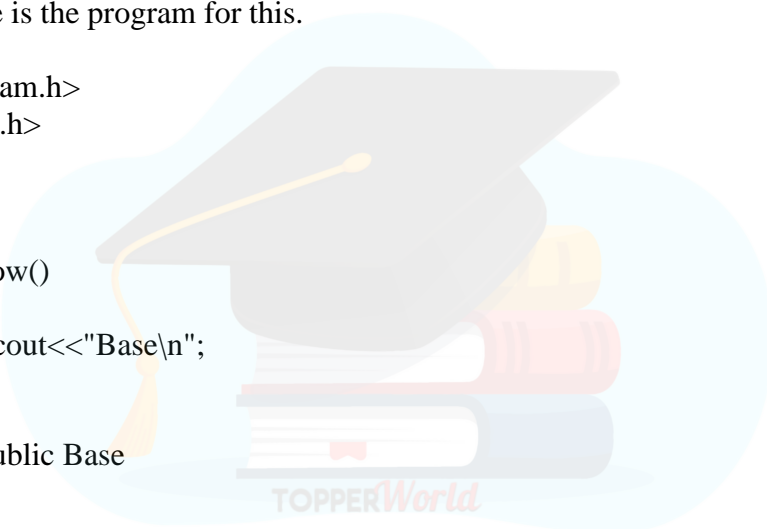 e is the program for this.
am.h>
.h>
ow()
cout<<"Base\n";
ublic Base
TOPPERWorld